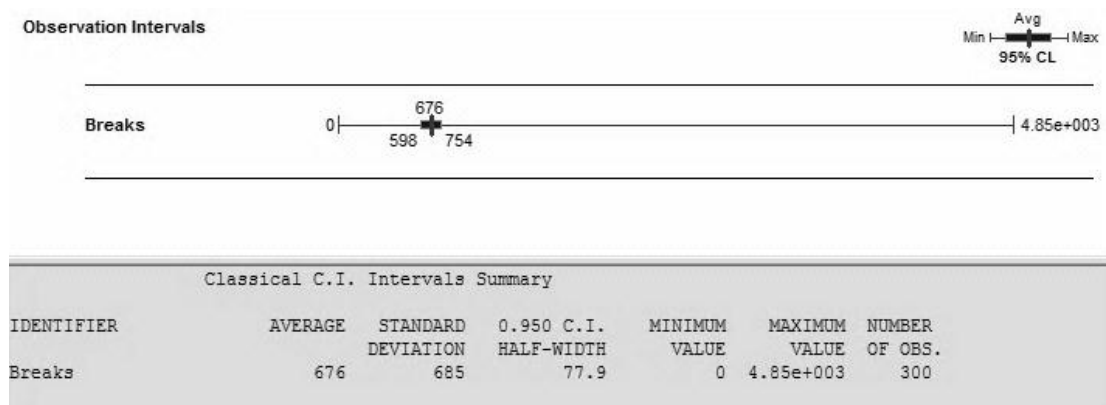 Observation Intervals
Avg
Min Max
95% CL
676
Breaks 0 4.85e+003
598 754
Classical C.I. Intervals Summary
IDENTIFIER AVERAGE STANDARD 0.950 C.I. MINIMUM MAXIMUM NUMBER
DEVIATION HALF-WIDTH VALUE VALUE OF OBS.
Breaks 676 685 77.9 0 4.85e+003 300